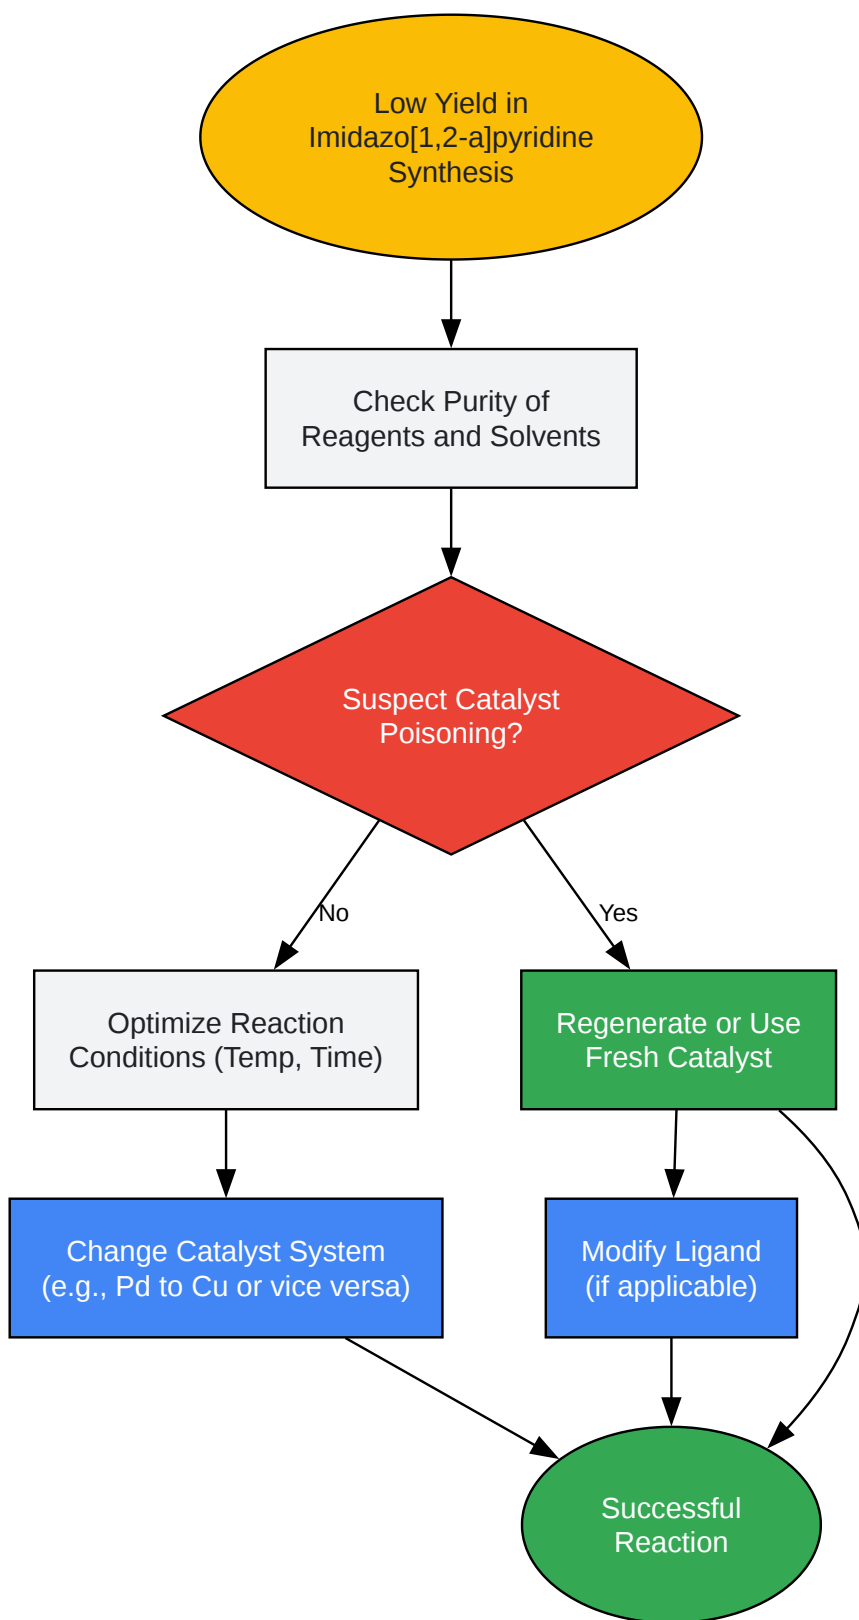 Low Yield in
Imidazo[1,2-a]pyridine
Synthesis
Check Purity of
Reagents and Solvents
Suspect Catalyst
Poisoning?
No
Yes
Optimize Reaction
Conditions (Temp, Time)
Regenerate or Use
Fresh Catalyst
Change Catalyst System
(e.g., Pd to Cu or vice versa)
Modify Ligand
(if applicable)
Successful
Reaction